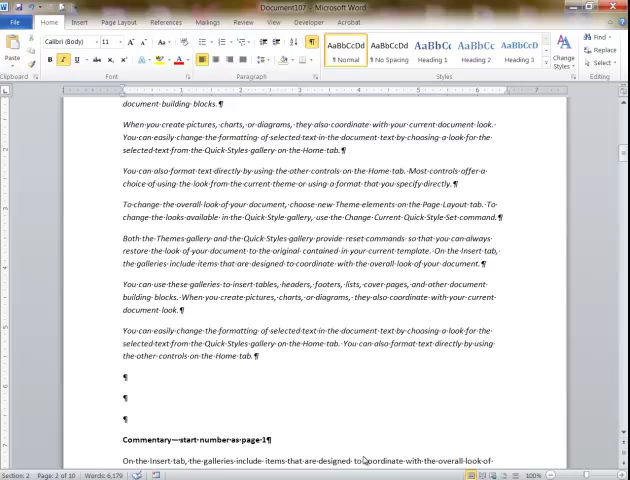 Document107 - Microsoft Word
File Home Insert Page Layout References Mailings Review View Developer Acrobat
Calibri (Body) 11
AaBbCcDd AaBbCcDd AaBbCc AaBbCc AaBbCcD
Find
Replace
Select
¶ Normal ¶ No Spacing Heading 1 Heading 2 Heading 3 Change Styles
Clipboard Font Paragraph Styles Editing
document·building·blocks.¶
When·you·create·pictures,·charts,·or·diagrams,·they·also·coordinate·with·your·current·document·look.·
You·can·easily·change·the·formatting·of·selected·text·in·the·document·text·by·choosing·a·look·for·the·
selected·text·from·the·Quick·Styles·gallery·on·the·Home·tab.¶
You·can·also·format·text·directly·by·using·the·other·controls·on·the·Home·tab.·Most·controls·offer·a·
choice·of·using·the·look·from·the·current·theme·or·using·a·format·that·you·specify·directly.¶
To·change·the·overall·look·of·your·document,·choose·new·Theme·elements·on·the·Page·Layout·tab.·To·
change·the·looks·available·in·the·Quick·Style·gallery,·use·the·Change·Current·Quick·Style·Set·command.¶
Both·the·Themes·gallery·and·the·Quick·Styles·gallery·provide·reset·commands·so·that·you·can·always·
restore·the·look·of·your·document·to·the·original·contained·in·your·current·template.·On·the·Insert·tab,·
the·galleries·include·items·that·are·designed·to·coordinate·with·the·overall·look·of·your·document.¶
You·can·use·these·galleries·to·insert·tables,·headers,·footers,·lists,·cover·pages,·and·other·document·
building·blocks.·When·you·create·pictures,·charts,·or·diagrams,·they·also·coordinate·with·your·current·
document·look.¶
You·can·easily·change·the·formatting·of·selected·text·in·the·document·text·by·choosing·a·look·for·the·
selected·text·from·the·Quick·Styles·gallery·on·the·Home·tab.·You·can·also·format·text·directly·by·using·
the·other·controls·on·the·Home·tab.¶
¶
¶
¶
Commentary·–·start·number·as·page·1¶
On·the·Insert·tab,·the·galleries·include·items·that·are·designed·to·coordinate·with·the·overall·look·of·
Section: 2 Page: 2 of 10 Words: 6,179 100%